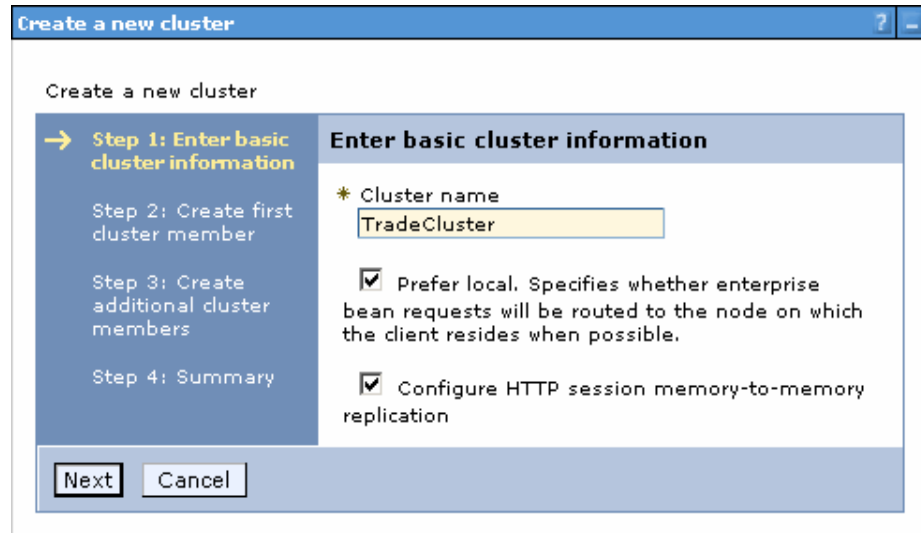 Create a new cluster ? –
Create a new cluster
→ Step 1: Enter basic
cluster information
Step 2: Create first
cluster member
Step 3: Create
additional cluster
members
Step 4: Summary
Enter basic cluster information
* Cluster name
TradeCluster
Prefer local. Specifies whether enterprise
bean requests will be routed to the node on which
the client resides when possible.
Configure HTTP session memory-to-memory
replication
Next Cancel